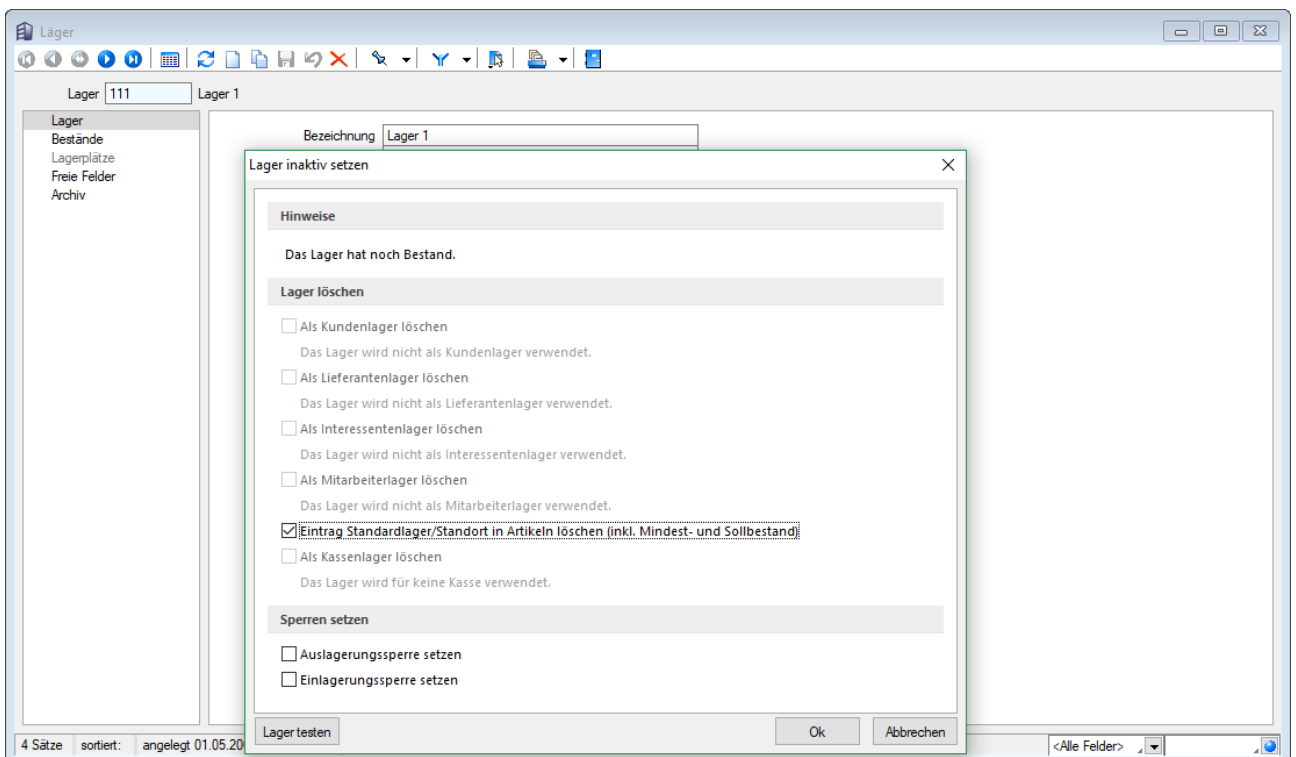 Läger
Lager 111 Lager 1
Lager
Bestände
Lagerplätze
Freie Felder
Archiv
Bezeichnung Lager 1
Lager inaktiv setzen
Hinweise
Das Lager hat noch Bestand.
Lager löschen
Als Kundenlager löschen
Das Lager wird nicht als Kundenlager verwendet.
Als Lieferantenlager löschen
Das Lager wird nicht als Lieferantenlager verwendet.
Als Interessentenlager löschen
Das Lager wird nicht als Interessentenlager verwendet.
Als Mitarbeiterlager löschen
Das Lager wird nicht als Mitarbeiterlager verwendet.
Eintrag Standardlager/Standort in Artikeln löschen (inkl. Mindest- und Sollbestand)
Als Kassenlager löschen
Das Lager wird für keine Kasse verwendet.
Sperren setzen
Auslagerungssperre setzen
Einlagerungssperre setzen
Lager testen Ok Abbrechen
4 Sätze sortiert: angelegt 01.05.20 <Alle Felder>